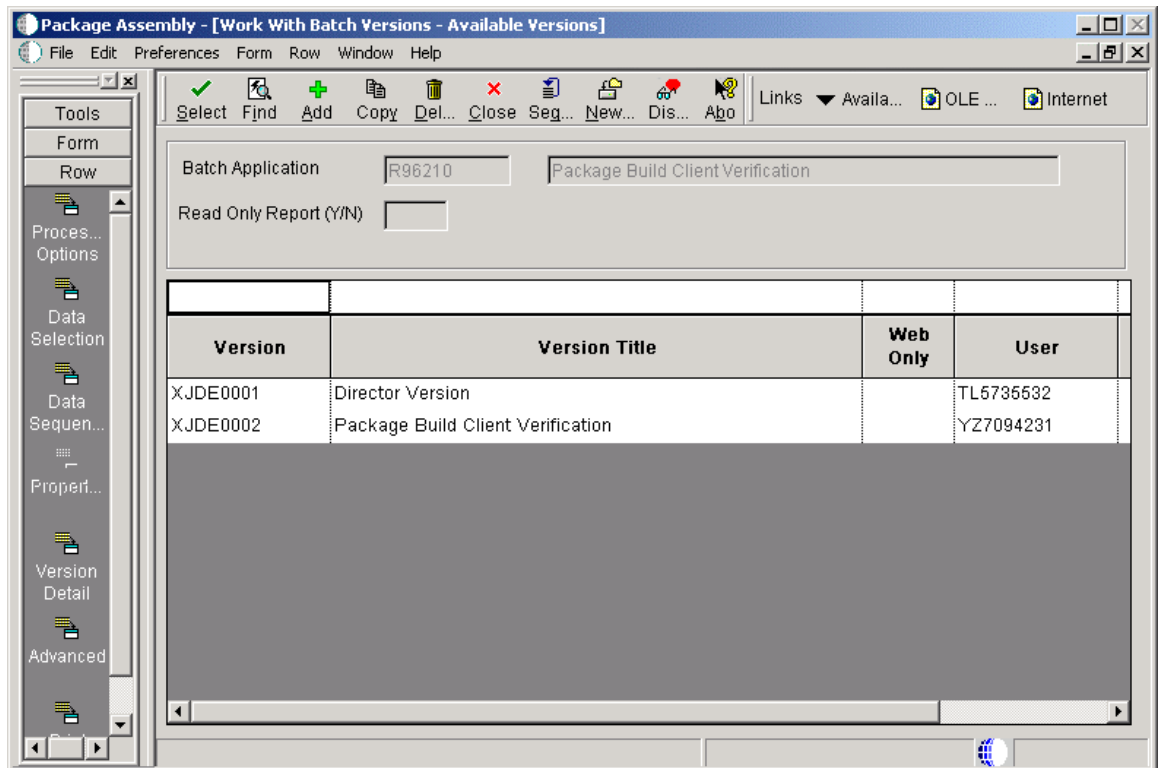 Package Assembly - [Work With Batch Versions - Available Versions]
File Edit Preferences Form Row Window Help
Select Find Add Copy Del... Close Seq... New... Dis... Abo Links Availa... OLE ... Internet
Tools
Form
Row
Proces...
Options
Data
Selection
Data
Sequen...
Propert...
Version
Detail
Advanced
Batch Application R96210 Package Build Client Verification
Read Only Report (Y/N)
Version Version Title Web Only User
XJDE0001 Director Version TL5735532
XJDE0002 Package Build Client Verification YZ7094231